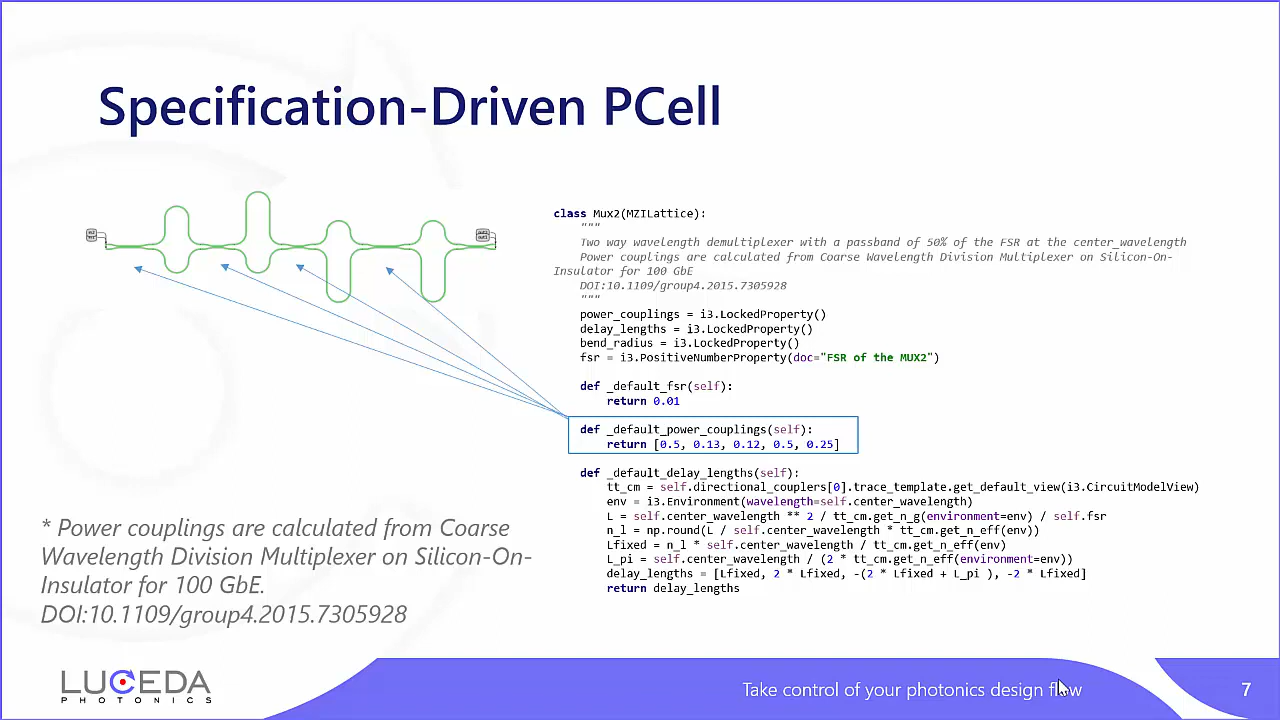 Specification-Driven PCell
class Mux2(MZILattice):
"""
Two way wavelength demultiplexer with a passband of 50% of the FSR at the center_wavelength
Power couplings are calculated from Coarse Wavelength Division Multiplexer on Silicon-On-
Insulator for 100 GbE
DOI:10.1109/group4.2015.7305928
"""
power_couplings = i3.LockedProperty()
delay_lengths = i3.LockedProperty()
bend_radius = i3.LockedProperty()
fsr = i3.PositiveNumberProperty(doc="FSR of the MUX2")
def _default_fsr(self):
return 0.01
def _default_power_couplings(self):
return [0.5, 0.13, 0.12, 0.5, 0.25]
def _default_delay_lengths(self):
tt_cm = self.directional_couplers[0].trace_template.get_default_view(i3.CircuitModelView)
env = i3.Environment(wavelength=self.center_wavelength)
L = self.center_wavelength ** 2 / tt_cm.get_n_g(environment=env) / self.fsr
n_l = np.round(L / self.center_wavelength * tt_cm.get_n_eff(env))
Lfixed = n_l * self.center_wavelength / tt_cm.get_n_eff(env)
L_pi = self.center_wavelength / (2 * tt_cm.get_n_eff(environment=env))
delay_lengths = [Lfixed, 2 * Lfixed, -(2 * Lfixed + L_pi ), -2 * Lfixed]
return delay_lengths
* Power couplings are calculated from Coarse
Wavelength Division Multiplexer on Silicon-On-
Insulator for 100 GbE.
DOI:10.1109/group4.2015.7305928
LUCEDA
PHOTONICS
Take control of your photonics design flow
7